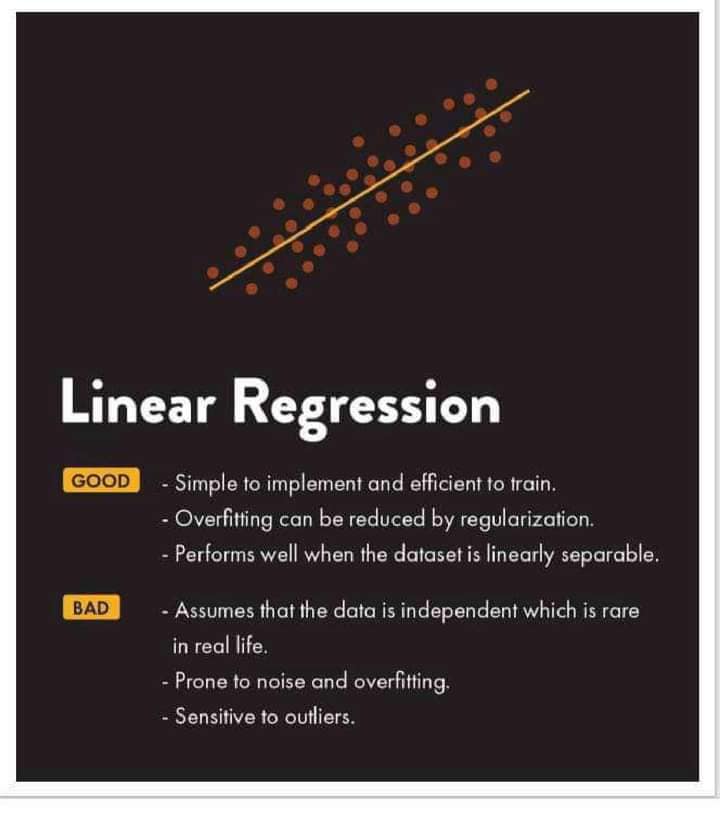 Linear Regression
GOOD - Simple to implement and efficient to train.
- Overfitting can be reduced by regularization.
- Performs well when the dataset is linearly separable.
BAD - Assumes that the data is independent which is rare
in real life.
- Prone to noise and overfitting.
- Sensitive to outliers.